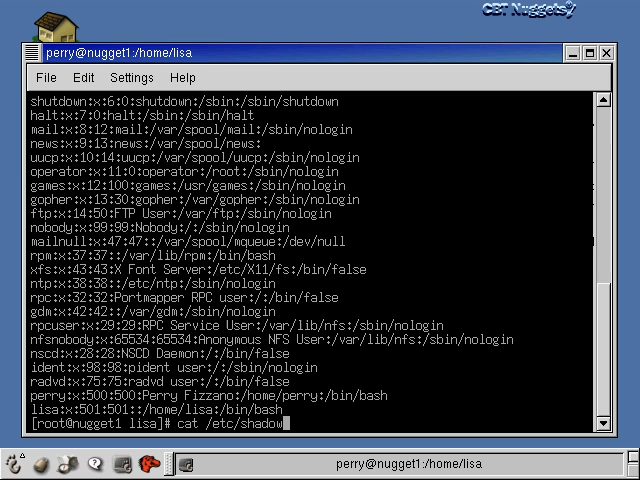 CBT Nuggets
perry@nugget1:/home/lisa
File Edit Settings Help
shutdown:x:6:0:shutdown:/sbin:/sbin/shutdown
halt:x:7:0:halt:/sbin:/sbin/halt
mail:x:8:12:mail:/var/spool/mail:/sbin/nologin
news:x:9:13:news:/var/spool/news:
uucp:x:10:14:uucp:/var/spool/uucp:/sbin/nologin
operator:x:11:0:operator:/root:/sbin/nologin
games:x:12:100:games:/usr/games:/sbin/nologin
gopher:x:13:30:gopher:/var/gopher:/sbin/nologin
ftp:x:14:50:FTP User:/var/ftp:/sbin/nologin
nobody:x:99:99:Nobody:/:/sbin/nologin
mailnull:x:47:47::/var/spool/mqueue:/dev/null
rpm:x:37:37::/var/lib/rpm:/bin/bash
xfs:x:43:43:X Font Server:/etc/X11/fs:/bin/false
ntp:x:38:38::/etc/ntp:/sbin/nologin
rpc:x:32:32:Portmapper RPC user:/:/bin/false
gdm:x:42:42::/var/gdm:/sbin/nologin
rpcuser:x:29:29:RPC Service User:/var/lib/nfs:/sbin/nologin
nfsnobody:x:65534:65534:Anonymous NFS User:/var/lib/nfs:/sbin/nologin
nscd:x:28:28:NSCD Daemon:/:/bin/false
ident:x:98:98:pident user:/:/sbin/nologin
radvd:x:75:75:radvd user:/:/bin/false
perry:x:500:500:Perry Fizzano:/home/perry:/bin/bash
lisa:x:501:501::/home/lisa:/bin/bash
[root@nugget1 lisa]# cat /etc/shadow
perry@nugget1:/home/lisa